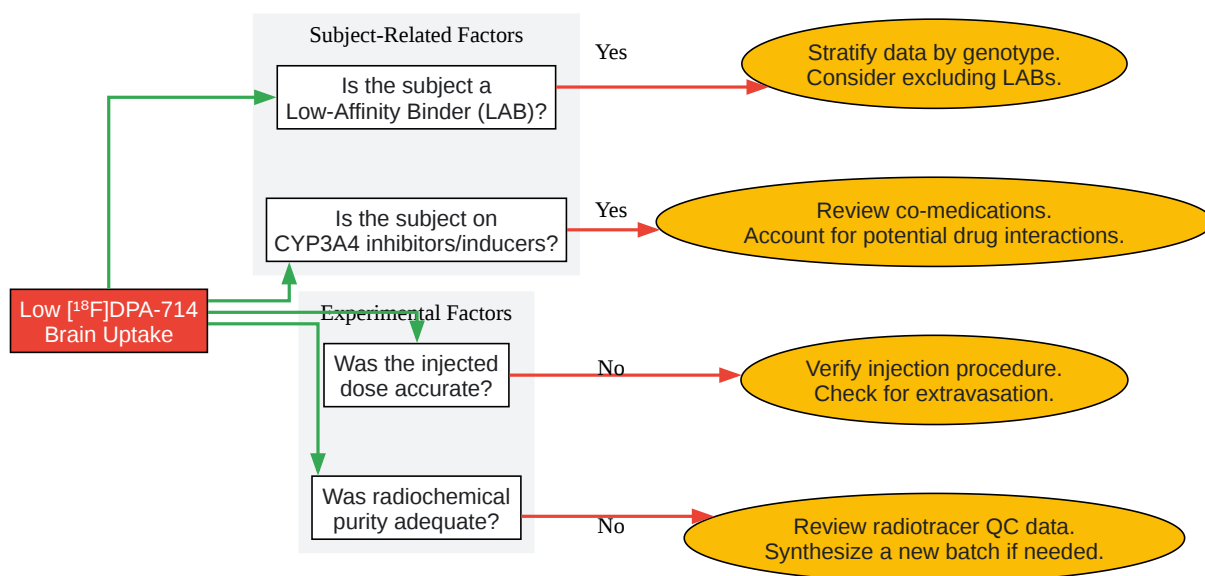 Subject-Related Factors
Is the subject a
Low-Affinity Binder (LAB)?
Yes
Stratify data by genotype.
Consider excluding LABs.
Is the subject on
CYP3A4 inhibitors/inducers?
Yes
Review co-medications.
Account for potential drug interactions.
Low [¹⁸F]DPA-714
Brain Uptake
Experimental Factors
Was the injected
dose accurate?
No
Verify injection procedure.
Check for extravasation.
Was radiochemical
purity adequate?
No
Review radiotracer QC data.
Synthesize a new batch if needed.